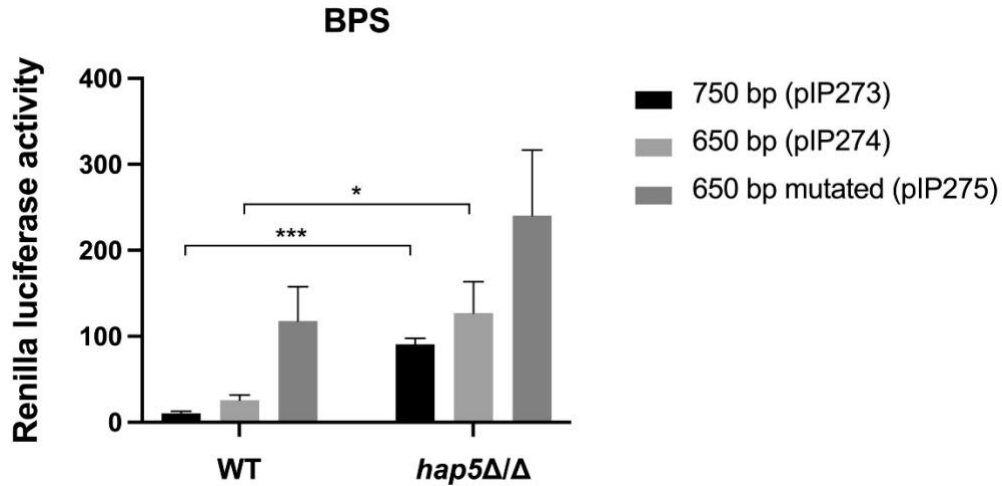 BPS
Renilla luciferase activity
400
300
200
100
0
*
***
WT
hap5Δ/Δ
750 bp (pIP273)
650 bp (pIP274)
650 bp mutated (pIP275)